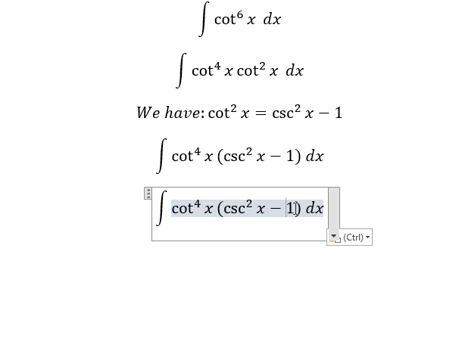 ∫ cot⁶ x dx
∫ cot⁴ x cot² x dx
We have: cot² x = csc² x − 1
∫ cot⁴ x (csc² x − 1) dx
∫ cot⁴ x (csc² x − 1) dx
(Ctrl)